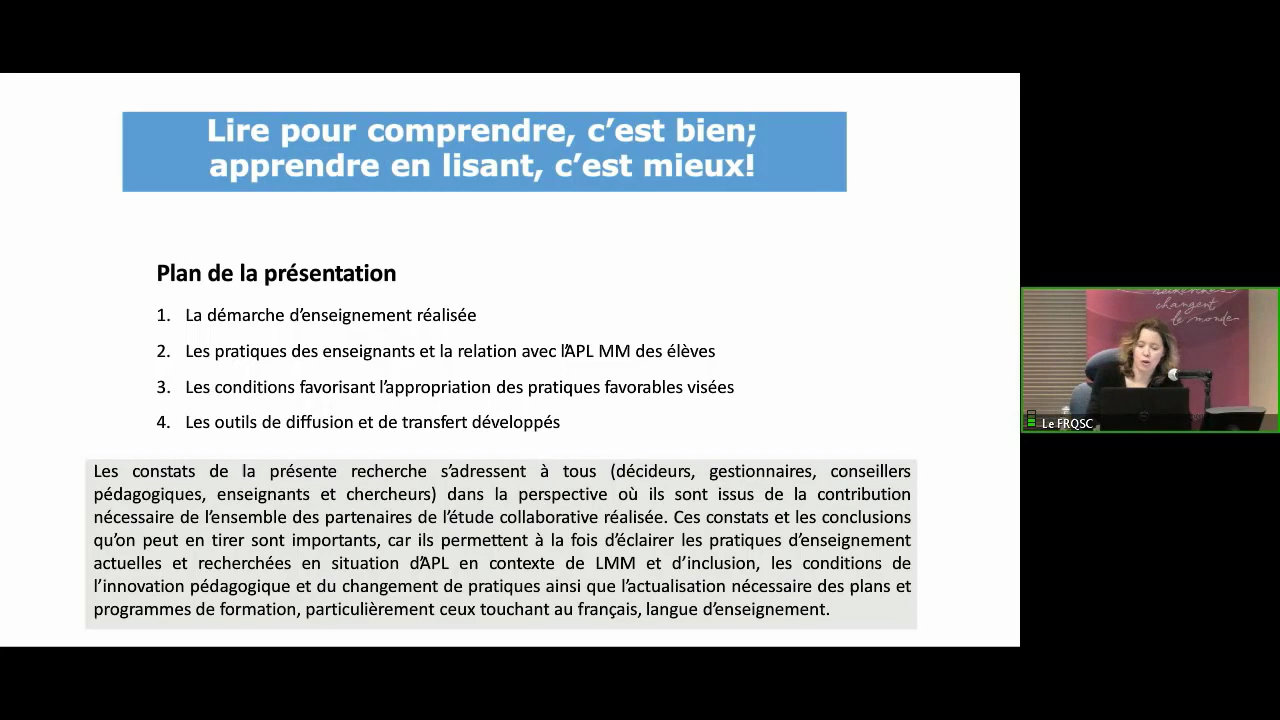 Lire pour comprendre, c’est bien;
apprendre en lisant, c’est mieux!
Plan de la présentation
1. La démarche d’enseignement réalisée
2. Les pratiques des enseignants et la relation avec l’APL MM des élèves
3. Les conditions favorisant l’appropriation des pratiques favorables visées
4. Les outils de diffusion et de transfert développés
Les constats de la présente recherche s’adressent à tous (décideurs, gestionnaires, conseillers
pédagogiques, enseignants et chercheurs) dans la perspective où ils sont issus de la contribution
nécessaire de l’ensemble des partenaires de l’étude collaborative réalisée. Ces constats et les conclusions
qu’on peut en tirer sont importants, car ils permettent à la fois d’éclairer les pratiques d’enseignement
actuelles et recherchées en situation d’APL en contexte de LMM et d’inclusion, les conditions de
l’innovation pédagogique et du changement de pratiques ainsi que l’actualisation nécessaire des plans et
programmes de formation, particulièrement ceux touchant au français, langue d’enseignement.
changent
le monde
Le FRQSC